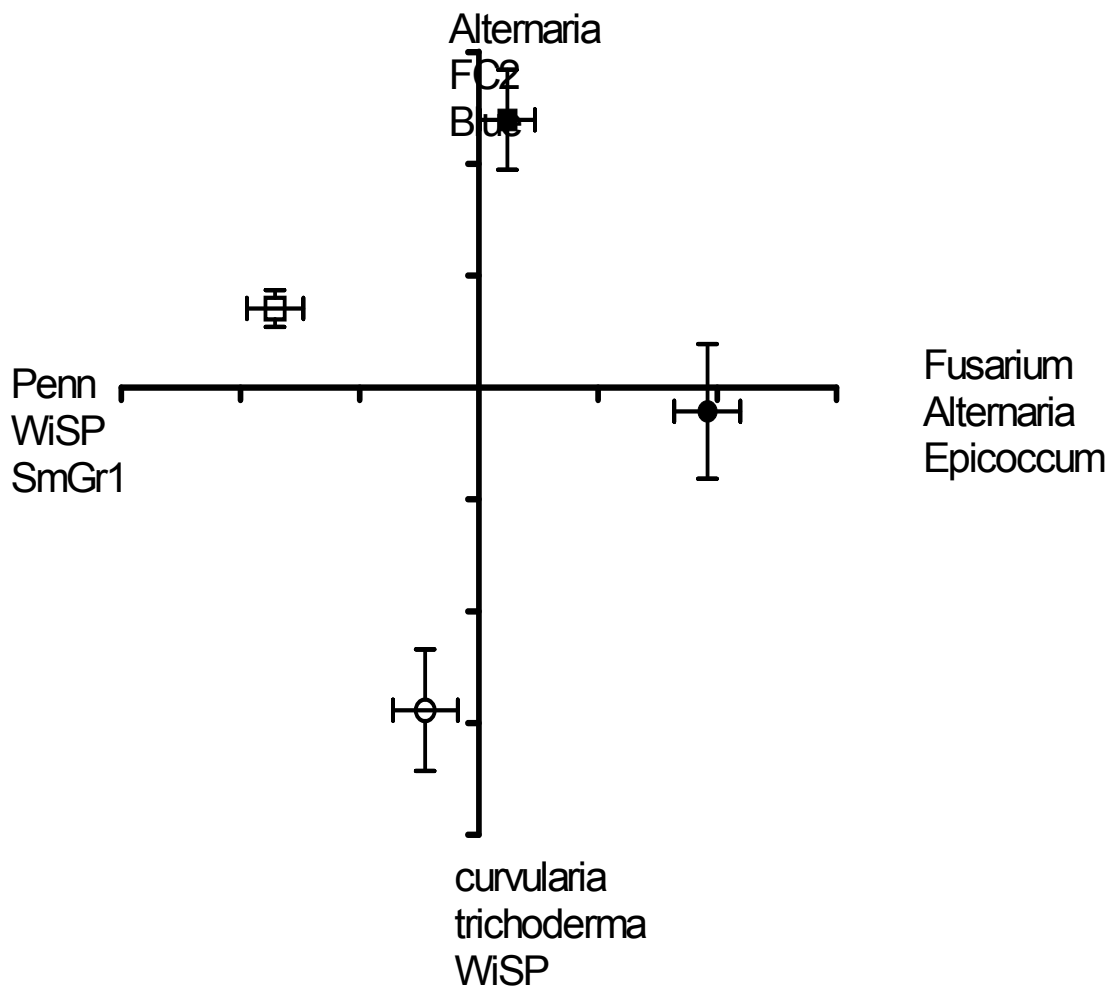 Alternaria
FC2
Blue
Penn
WiSP
SmGr1
Fusarium
Alternaria
Epicoccum
curvularia
trichoderma
WiSP